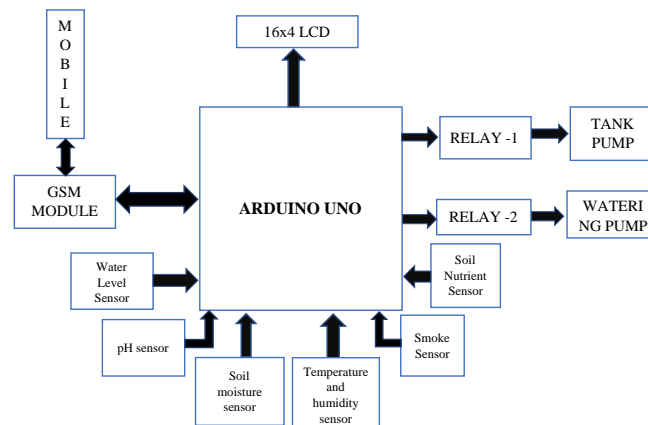 M
O
B
I
L
E
16x4 LCD
RELAY -1
TANK
PUMP
GSM
MODULE
ARDUINO UNO
RELAY -2
WATERI
NG PUMP
Water
Level
Sensor
Soil
Nutrient
Sensor
pH sensor
Soil
moisture
sensor
Temperature
and
humidity
sensor
Smoke
Sensor